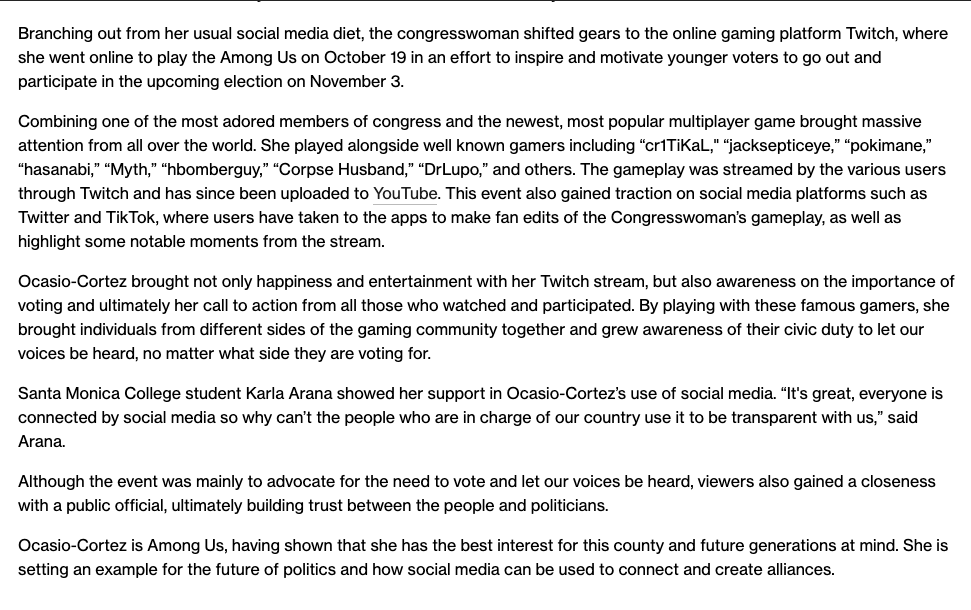 Branching out from her usual social media diet, the congresswoman shifted gears to the online gaming platform Twitch, where
she went online to play the Among Us on October 19 in an effort to inspire and motivate younger voters to go out and
participate in the upcoming election on November 3.
Combining one of the most adored members of congress and the newest, most popular multiplayer game brought massive
attention from all over the world. She played alongside well known gamers including “cr1TiKaL," “jacksepticeye,” “pokimane,”
“hasanabi,” “Myth,” “hbomberguy,” “Corpse Husband,” “DrLupo,” and others. The gameplay was streamed by the various users
through Twitch and has since been uploaded to YouTube. This event also gained traction on social media platforms such as
Twitter and TikTok, where users have taken to the apps to make fan edits of the Congresswoman’s gameplay, as well as
highlight some notable moments from the stream.
Ocasio-Cortez brought not only happiness and entertainment with her Twitch stream, but also awareness on the importance of
voting and ultimately her call to action from all those who watched and participated. By playing with these famous gamers, she
brought individuals from different sides of the gaming community together and grew awareness of their civic duty to let our
voices be heard, no matter what side they are voting for.
Santa Monica College student Karla Arana showed her support in Ocasio-Cortez’s use of social media. “It's great, everyone is
connected by social media so why can’t the people who are in charge of our country use it to be transparent with us,” said
Arana.
Although the event was mainly to advocate for the need to vote and let our voices be heard, viewers also gained a closeness
with a public official, ultimately building trust between the people and politicians.
Ocasio-Cortez is Among Us, having shown that she has the best interest for this county and future generations at mind. She is
setting an example for the future of politics and how social media can be used to connect and create alliances.